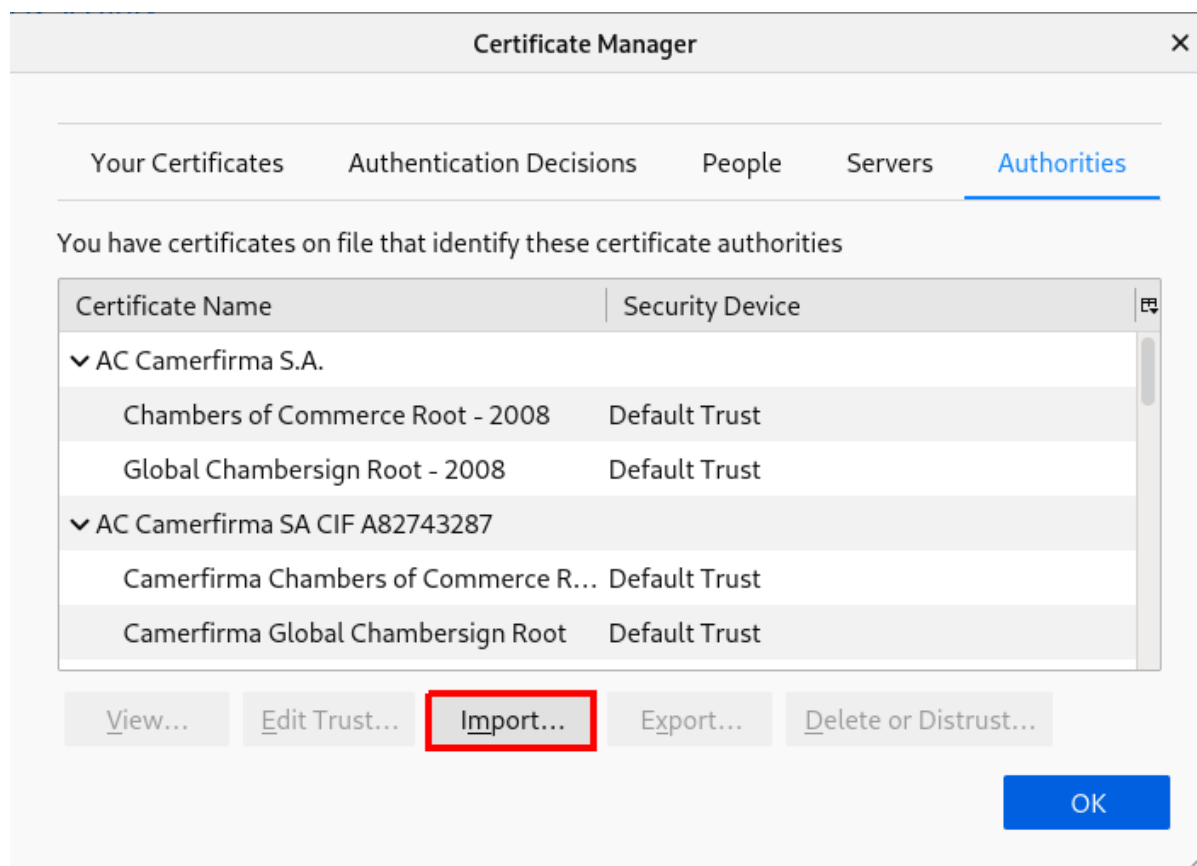 Certificate Manager
Your Certificates Authentication Decisions People Servers Authorities
You have certificates on file that identify these certificate authorities
Certificate Name Security Device
AC Camerfirma S.A.
Chambers of Commerce Root - 2008 Default Trust
Global Chambersign Root - 2008 Default Trust
AC Camerfirma SA CIF A82743287
Camerfirma Chambers of Commerce R... Default Trust
Camerfirma Global Chambersign Root Default Trust
View... Edit Trust... Import... Export... Delete or Distrust...
OK